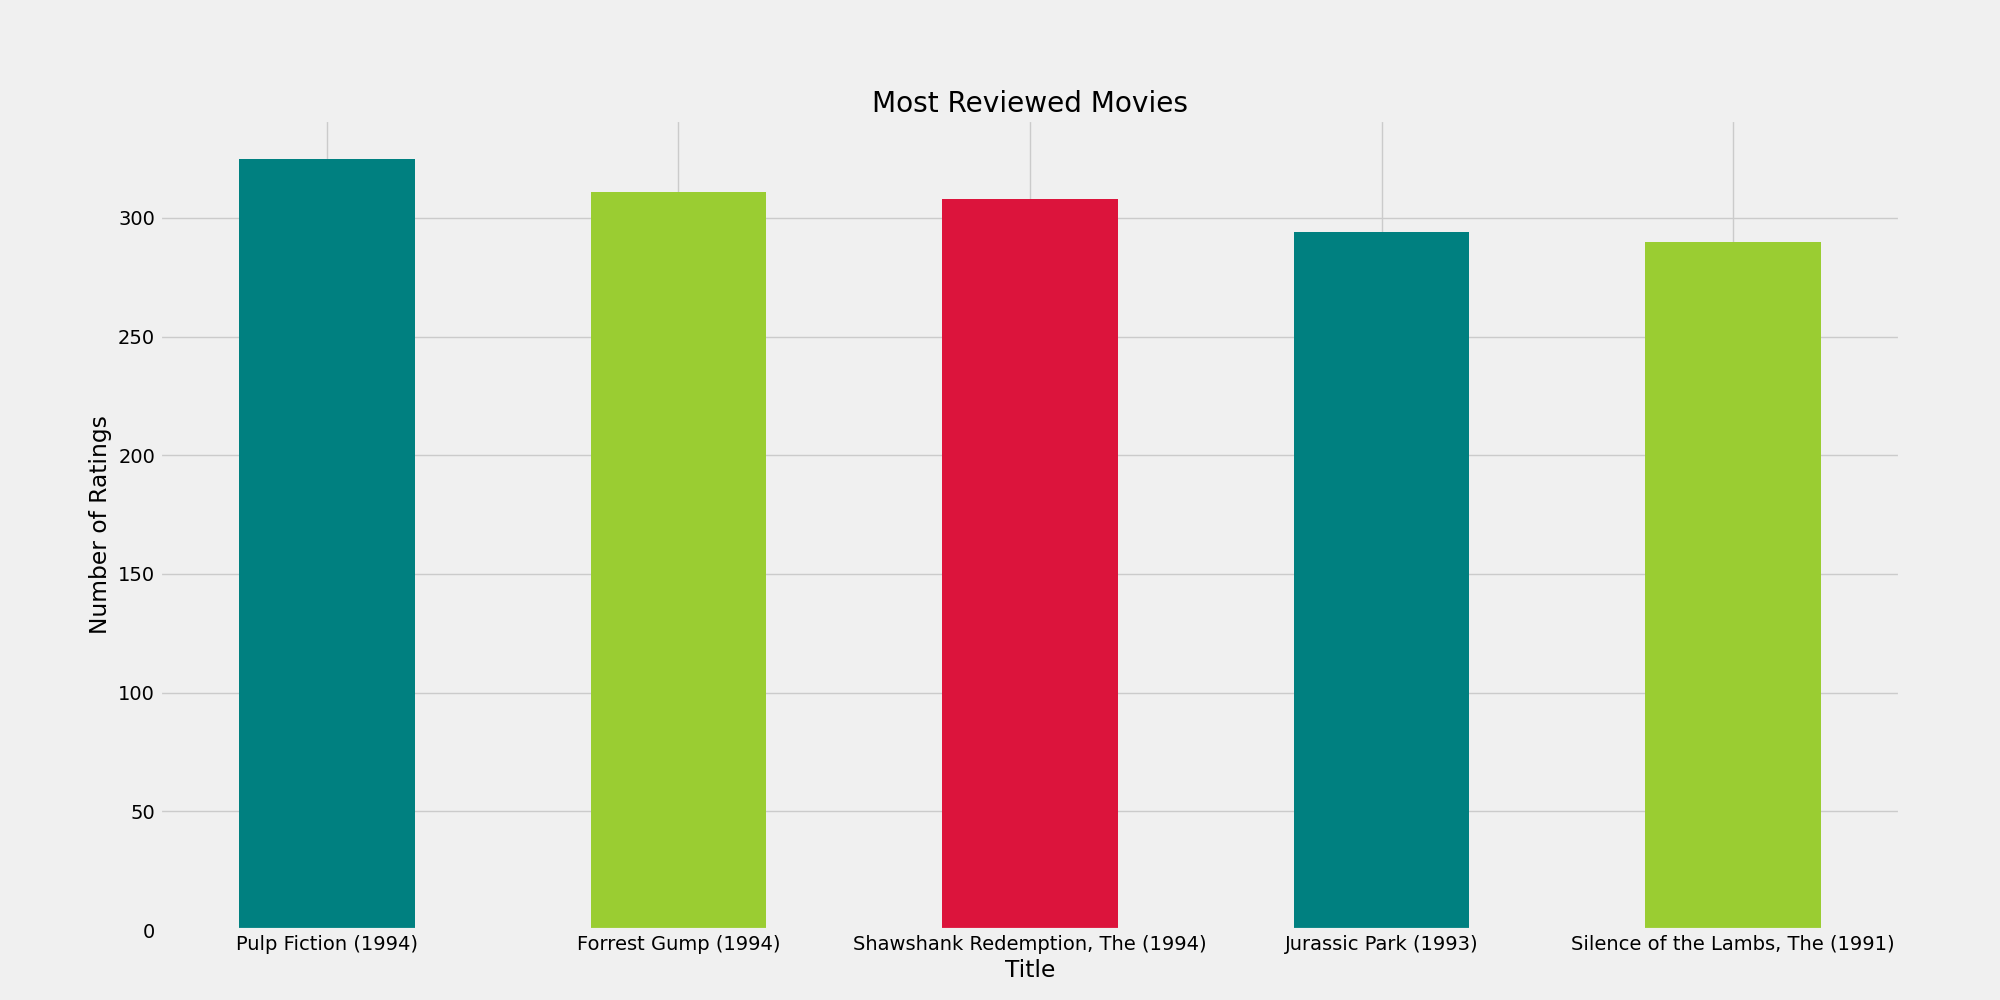 Most Reviewed Movies
Number of Ratings
300
250
200
150
100
50
0
Pulp Fiction (1994)
Forrest Gump (1994)
Shawshank Redemption, The (1994)
Jurassic Park (1993)
Silence of the Lambs, The (1991)
Title